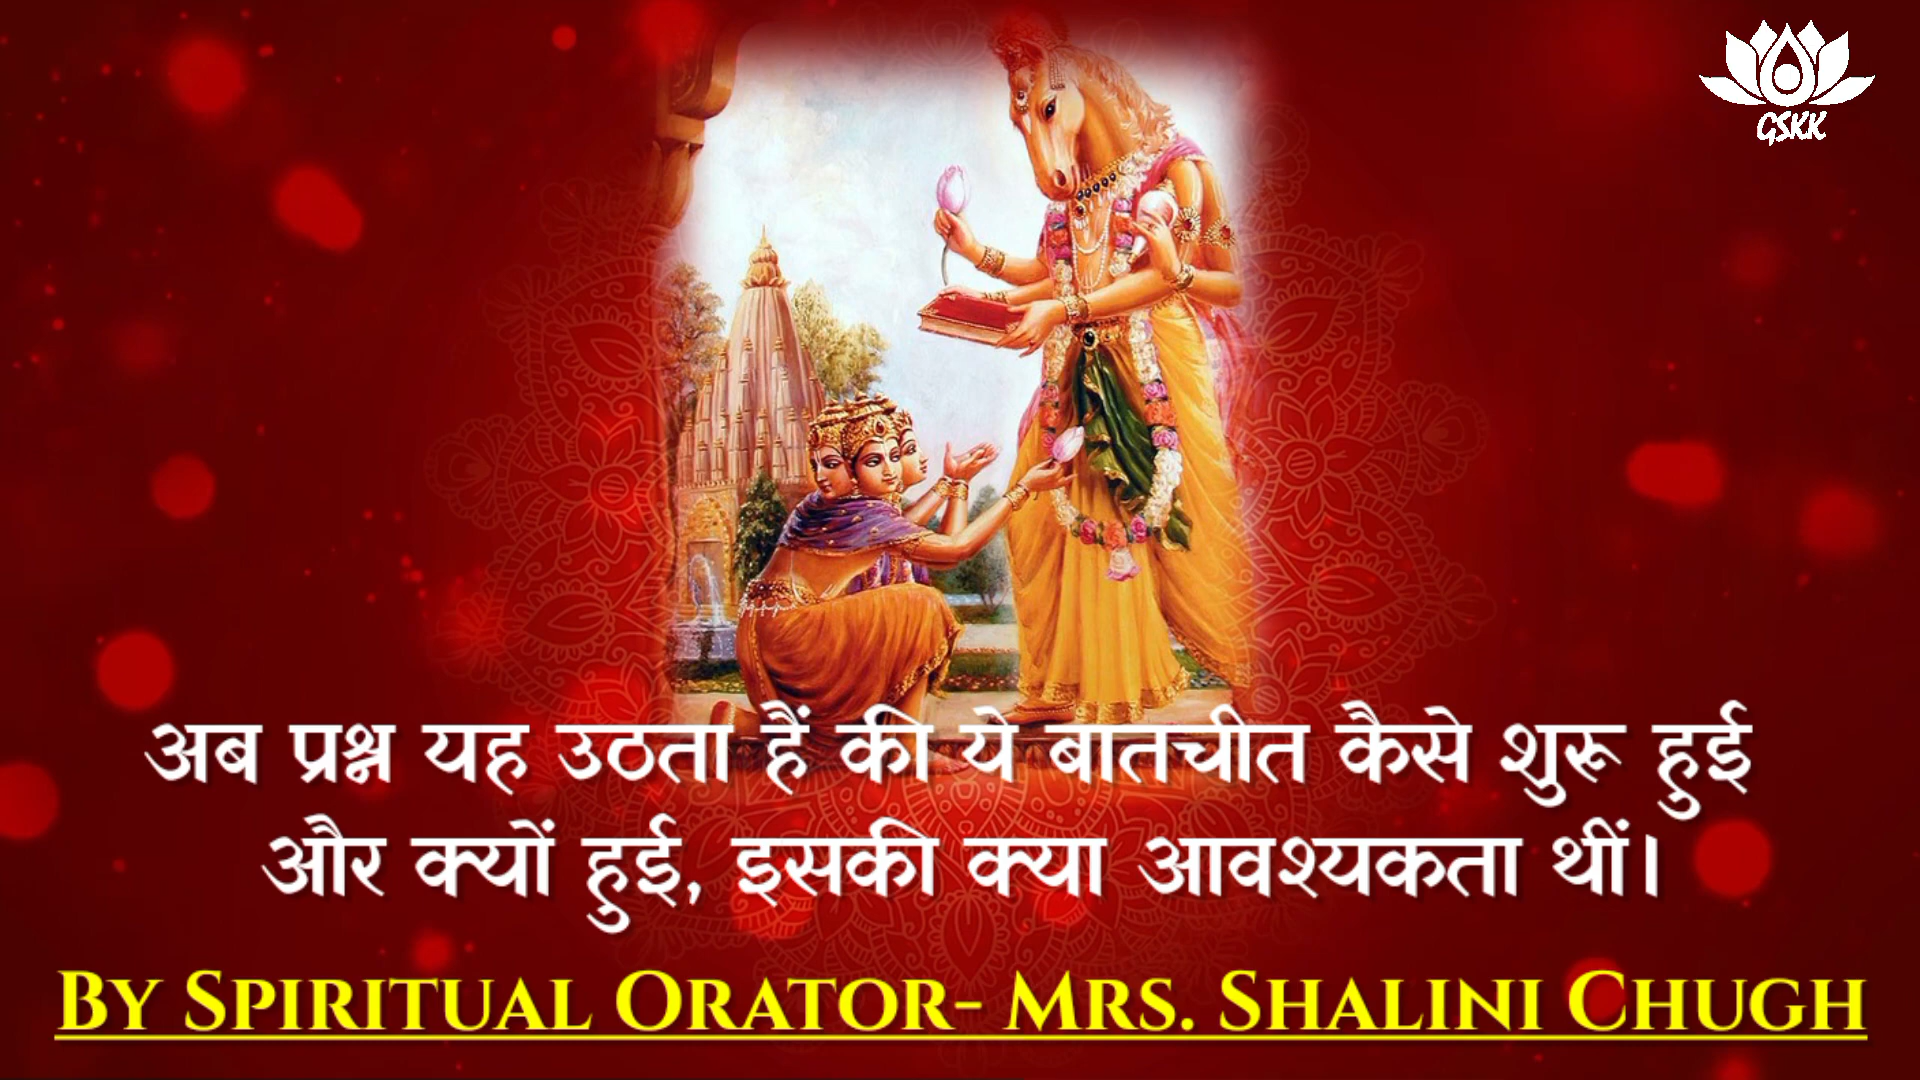 GSKK
अब प्रश्न यह उठता हैं की ये बातचीत कैसे शुरू हुई
और क्यों हुई, इसकी क्या आवश्यकता थीं।
By Spiritual Orator- Mrs. Shalini Chugh